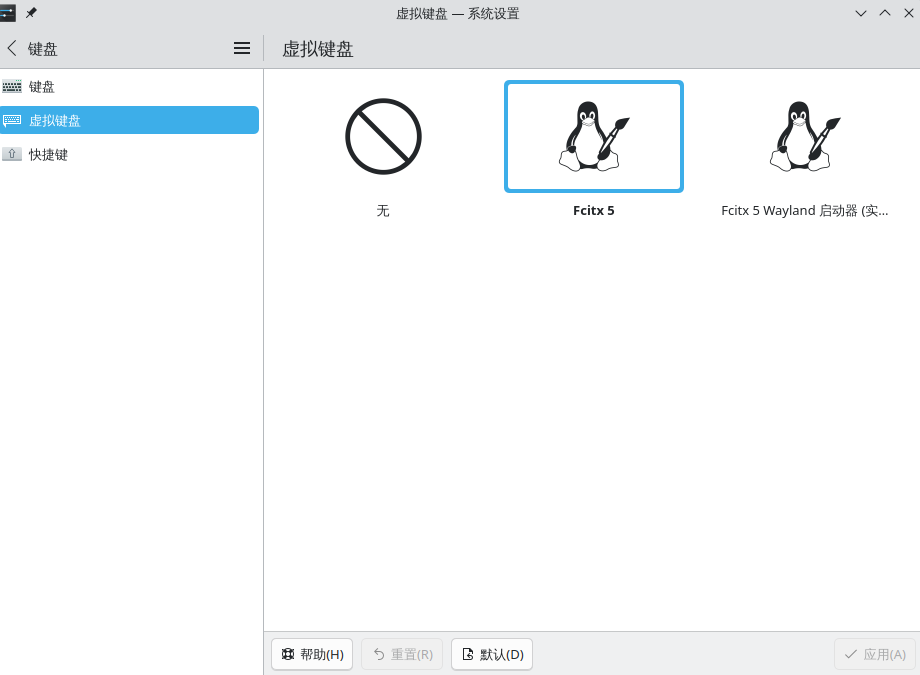 虚拟键盘 — 系统设置
键盘
虚拟键盘
键盘
虚拟键盘
快捷键
无
Fcitx 5
Fcitx 5 Wayland 启动器 (实...
帮助(H)
重置(R)
默认(D)
应用(A)